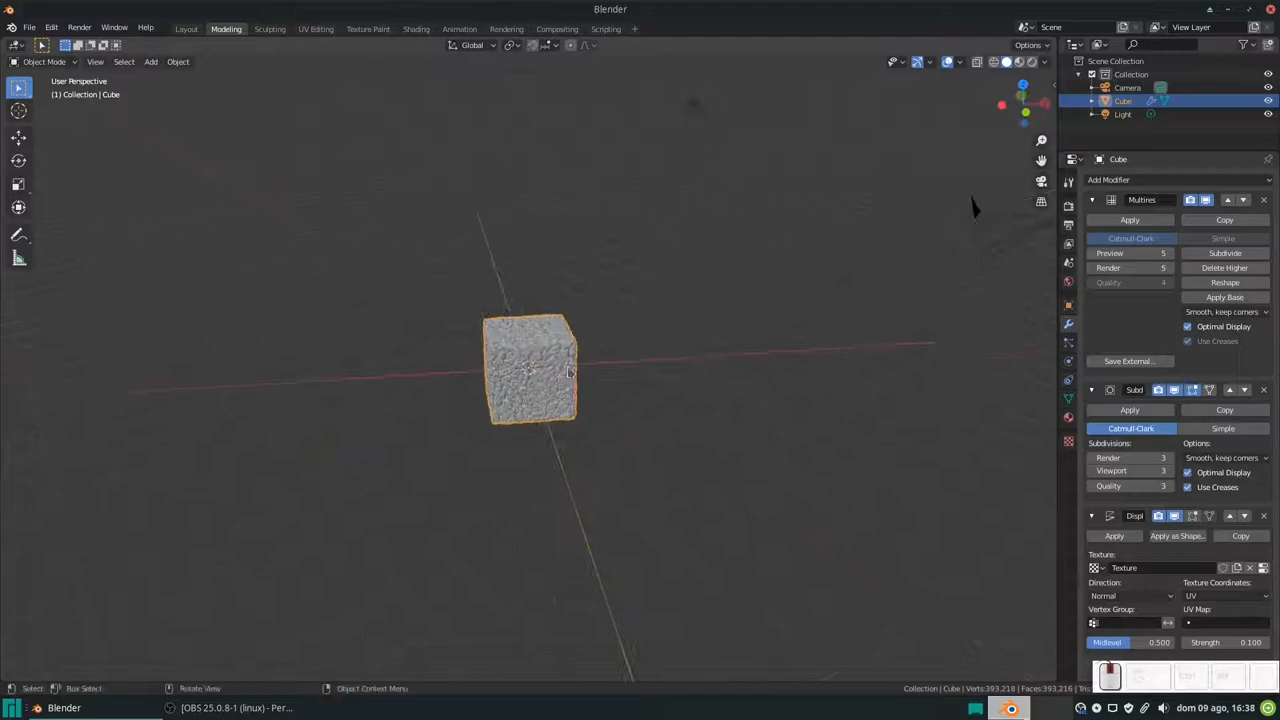 Blender
File Edit Render Window Help
Layout Modeling Sculpting UV Editing Texture Paint Shading Animation Rendering Compositing Scripting
Scene
View Layer
Global
Options
Object Mode View Select Add Object
User Perspective
(1) Collection | Cube
Scene Collection
Collection
Camera
Cube
Light
Cube
Add Modifier
Multires
Apply Copy
Catmull-Clark Simple
Preview 5 Subdivide
Render 5 Delete Higher
Quality 4 Reshape
Apply Base
Smooth, keep corners
Optimal Display
Use Creases
Save External...
Subd
Apply Copy
Catmull-Clark Simple
Subdivisions: Options:
Render 3 Smooth, keep corners
Viewport 3 Optimal Display
Quality 3 Use Creases
Displ
Apply Apply as Shape... Copy
Texture:
Texture
Direction: Texture Coordinates:
Normal UV
Vertex Group: UV Map:
Midlevel 0.500 Strength 0.100
Select Box Select Rotate View Object Context Menu
Collection | Cube | Verts:393,218 | Faces:393,216 | Tris
Ctrl Alt
Blender
[OBS 25.0.8-1 (linux) - Per...
dom 09 ago, 16:38